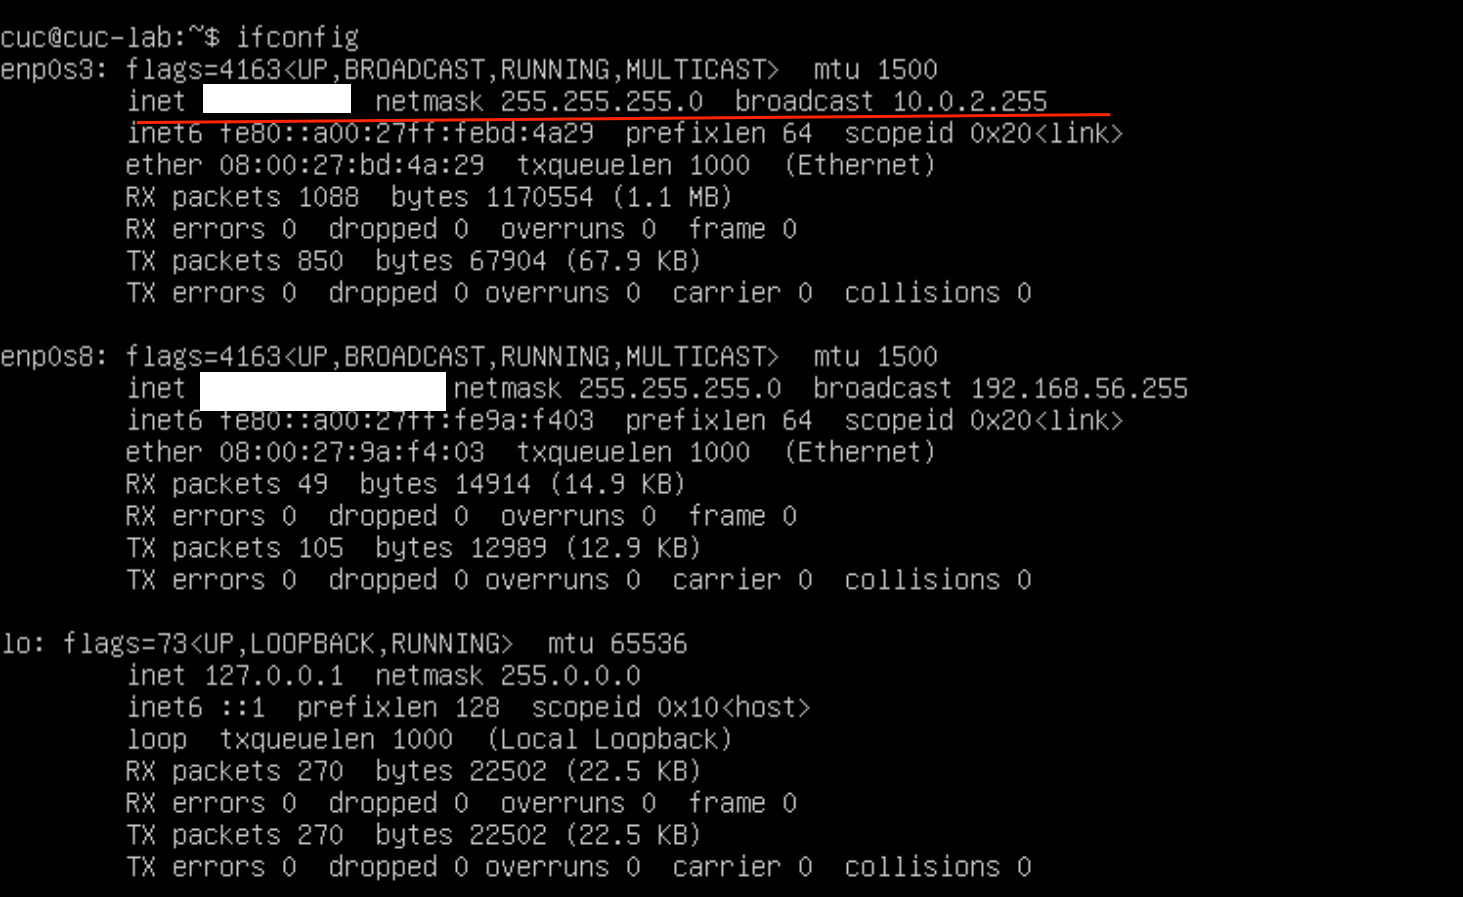 cuc@cuc-lab:~$ ifconfig
enp0s3: flags=4163<UP,BROADCAST,RUNNING,MULTICAST>  mtu 1500
        inet  netmask 255.255.255.0  broadcast 10.0.2.255
        inet6 fe80::a00:27ff:febd:4a29  prefixlen 64  scopeid 0x20<link>
        ether 08:00:27:bd:4a:29  txqueuelen 1000  (Ethernet)
        RX packets 1088  bytes 1170554 (1.1 MB)
        RX errors 0  dropped 0  overruns 0  frame 0
        TX packets 850  bytes 67904 (67.9 KB)
        TX errors 0  dropped 0 overruns 0  carrier 0  collisions 0
enp0s8: flags=4163<UP,BROADCAST,RUNNING,MULTICAST>  mtu 1500
        inet  netmask 255.255.255.0  broadcast 192.168.56.255
        inet6 fe80::a00:27ff:fe9a:f403  prefixlen 64  scopeid 0x20<link>
        ether 08:00:27:9a:f4:03  txqueuelen 1000  (Ethernet)
        RX packets 49  bytes 14914 (14.9 KB)
        RX errors 0  dropped 0  overruns 0  frame 0
        TX packets 105  bytes 12989 (12.9 KB)
        TX errors 0  dropped 0 overruns 0  carrier 0  collisions 0
lo: flags=73<UP,LOOPBACK,RUNNING>  mtu 65536
        inet 127.0.0.1  netmask 255.0.0.0
        inet6 ::1  prefixlen 128  scopeid 0x10<host>
        loop  txqueuelen 1000  (Local Loopback)
        RX packets 270  bytes 22502 (22.5 KB)
        RX errors 0  dropped 0  overruns 0  frame 0
        TX packets 270  bytes 22502 (22.5 KB)
        TX errors 0  dropped 0 overruns 0  carrier 0  collisions 0